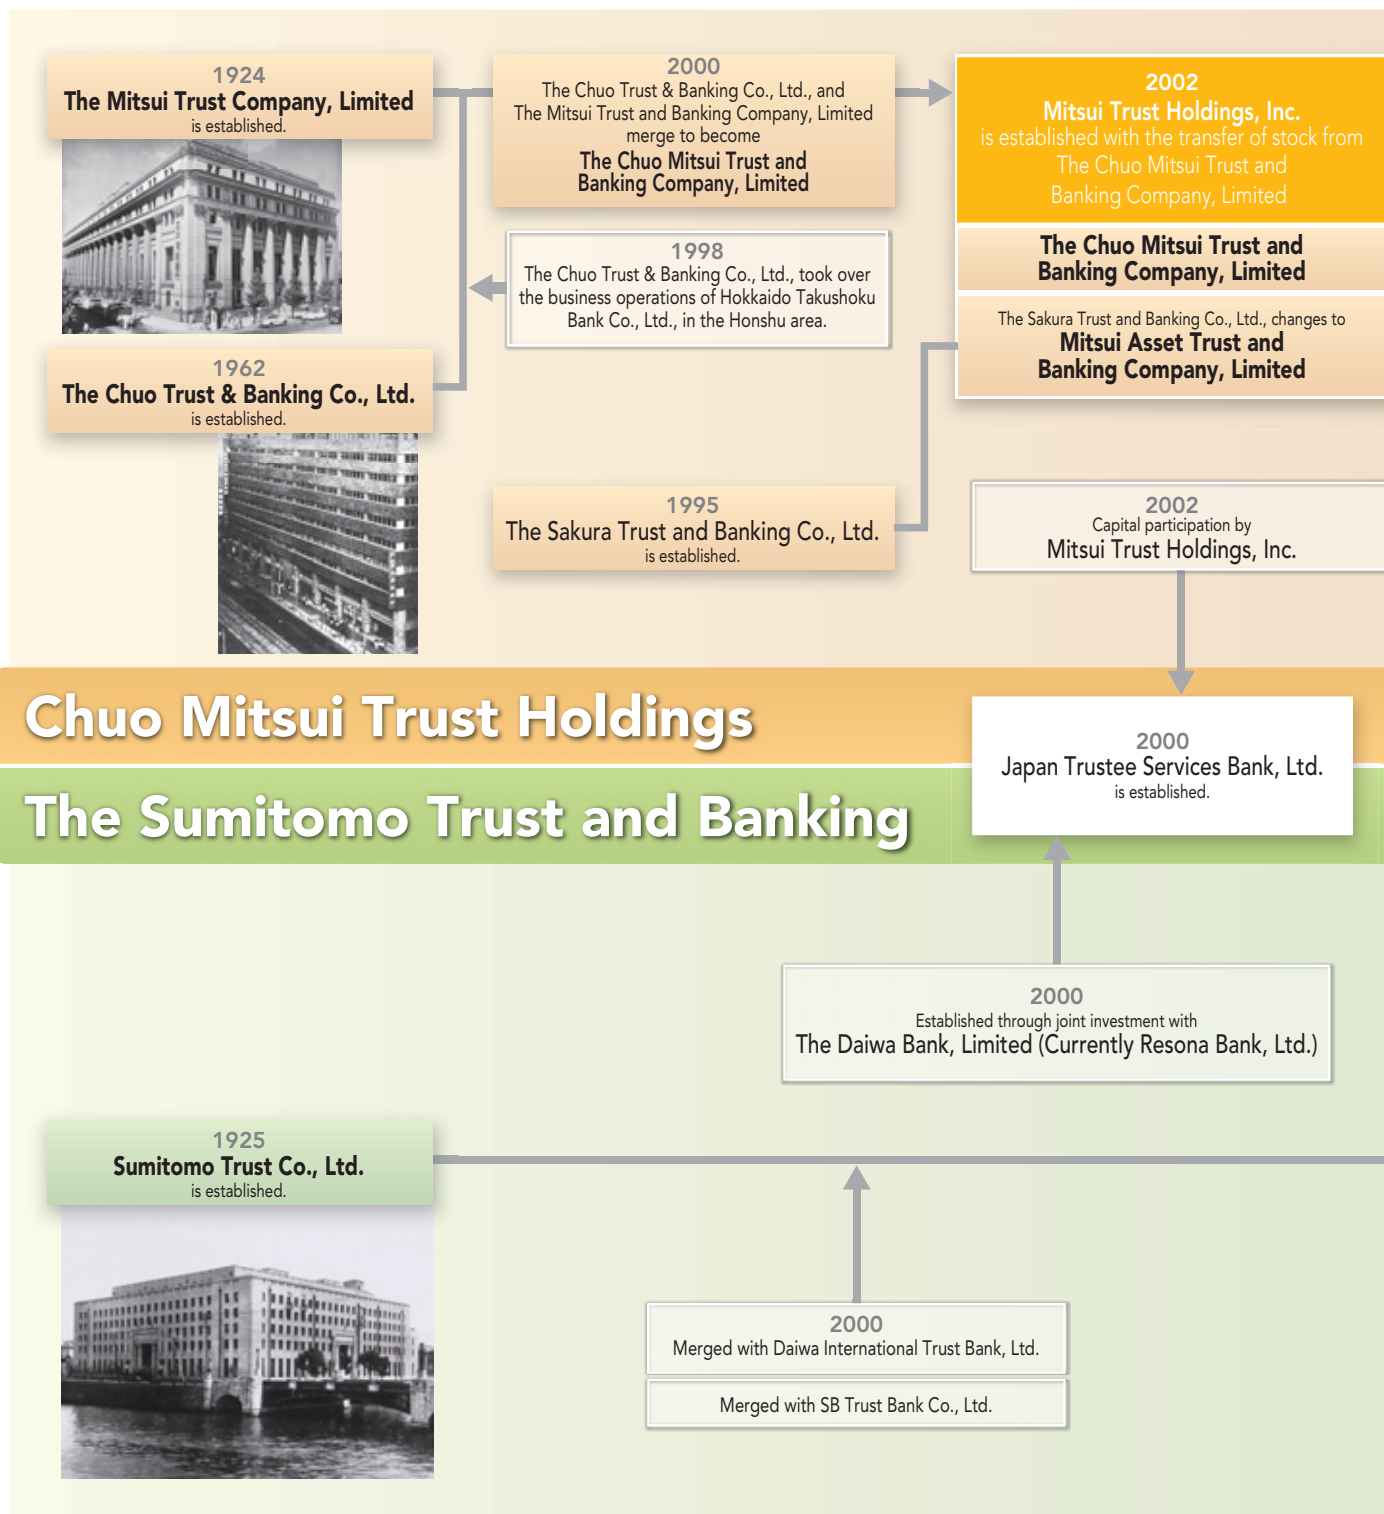 1924
The Mitsui Trust Company, Limited
is established.
2000
The Chuo Trust & Banking Co., Ltd., and
The Mitsui Trust and Banking Company, Limited
merge to become
The Chuo Mitsui Trust and
Banking Company, Limited
2002
Mitsui Trust Holdings, Inc.
is established with the transfer of stock from
The Chuo Mitsui Trust and
Banking Company, Limited
The Chuo Mitsui Trust and
Banking Company, Limited
The Sakura Trust and Banking Co., Ltd., changes to
Mitsui Asset Trust and
Banking Company, Limited
1998
The Chuo Trust & Banking Co., Ltd., took over
the business operations of Hokkaido Takushoku
Bank Co., Ltd., in the Honshu area.
1962
The Chuo Trust & Banking Co., Ltd.
is established.
1995
The Sakura Trust and Banking Co., Ltd.
is established.
2002
Capital participation by
Mitsui Trust Holdings, Inc.
Chuo Mitsui Trust Holdings
The Sumitomo Trust and Banking
2000
Japan Trustee Services Bank, Ltd.
is established.
2000
Established through joint investment with
The Daiwa Bank, Limited (Currently Resona Bank, Ltd.)
1925
Sumitomo Trust Co., Ltd.
is established.
2000
Merged with Daiwa International Trust Bank, Ltd.
Merged with SB Trust Bank Co., Ltd.